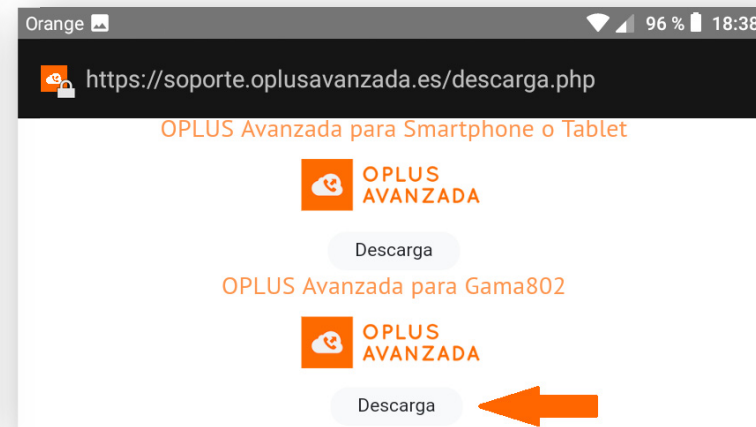 Orange 96 % 18:38
https://soporte.oplusavanzada.es/descarga.php
OPLUS Avanzada para Smartphone o Tablet
OPLUS
AVANZADA
Descarga
OPLUS Avanzada para Gama802
OPLUS
AVANZADA
Descarga